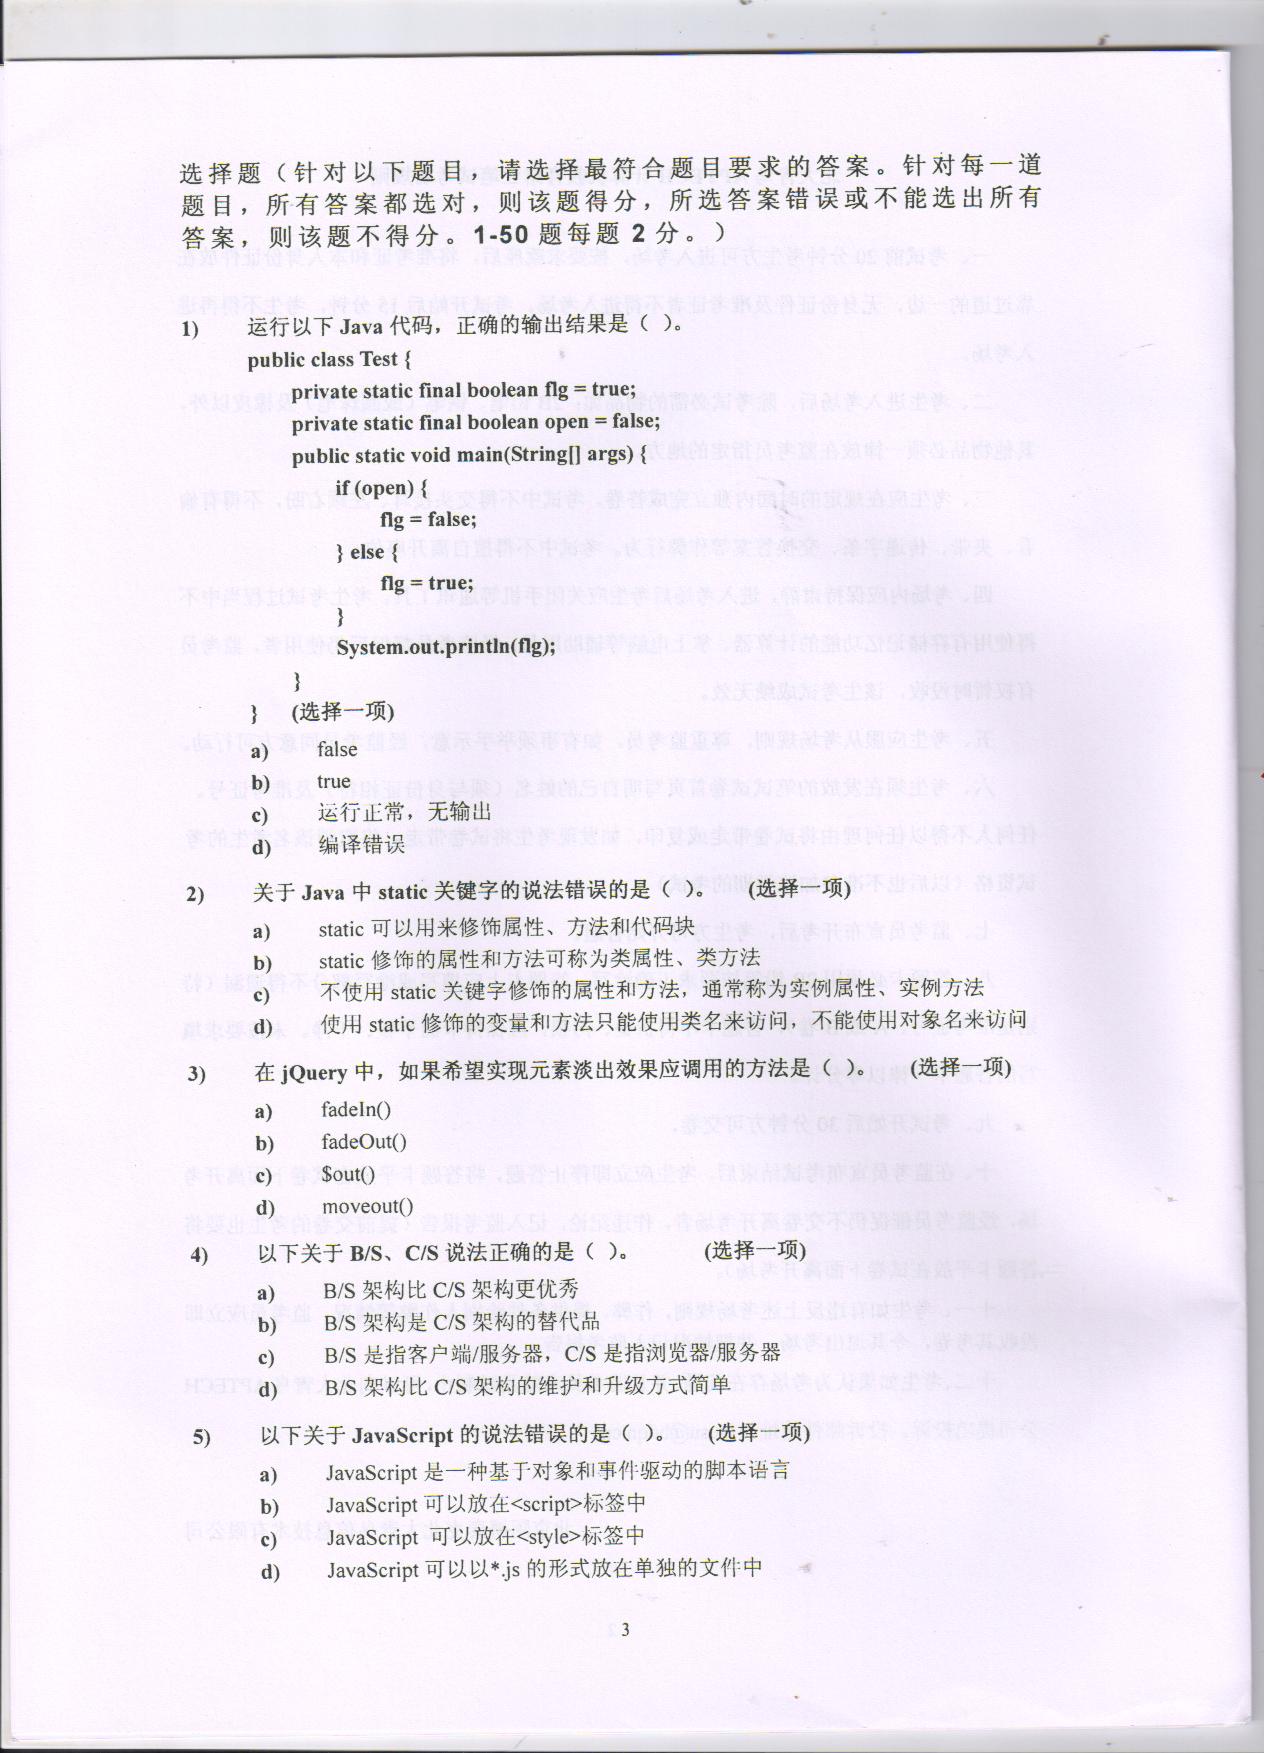 选择题（针对以下题目，请选择最符合题目要求的答案。针对每一道
题目，所有答案都选对，则该题得分，所选答案错误或不能选出所有
答案，则该题不得分。1-50 题每题 2 分。）
1) 运行以下 Java 代码，正确的输出结果是（ ）。
public class Test {
private static final boolean flg = true;
private static final boolean open = false;
public static void main(String[] args) {
if (open) {
flg = false;
} else {
flg = true;
}
System.out.println(flg);
}
} (选择一项)
a) false
b) true
c) 运行正常，无输出
d) 编译错误
2) 关于 Java 中 static 关键字的说法错误的是（ ）。 (选择一项)
a) static 可以用来修饰属性、方法和代码块
b) static 修饰的属性和方法可称为类属性、类方法
c) 不使用 static 关键字修饰的属性和方法，通常称为实例属性、实例方法
d) 使用 static 修饰的变量和方法只能使用类名来访问，不能使用对象名来访问
3) 在 jQuery 中，如果希望实现元素淡出效果应调用的方法是（ ）。 (选择一项)
a) fadeIn()
b) fadeOut()
c) $out()
d) moveout()
4) 以下关于 B/S、C/S 说法正确的是（ ）。 (选择一项)
a) B/S 架构比 C/S 架构更优秀
b) B/S 架构是 C/S 架构的替代品
c) B/S 是指客户端/服务器，C/S 是指浏览器/服务器
d) B/S 架构比 C/S 架构的维护和升级方式简单
5) 以下关于 JavaScript 的说法错误的是（ ）。 (选择一项)
a) JavaScript 是一种基于对象和事件驱动的脚本语言
b) JavaScript 可以放在<script>标签中
c) JavaScript 可以放在<style>标签中
d) JavaScript 可以以*.js 的形式放在单独的文件中
3